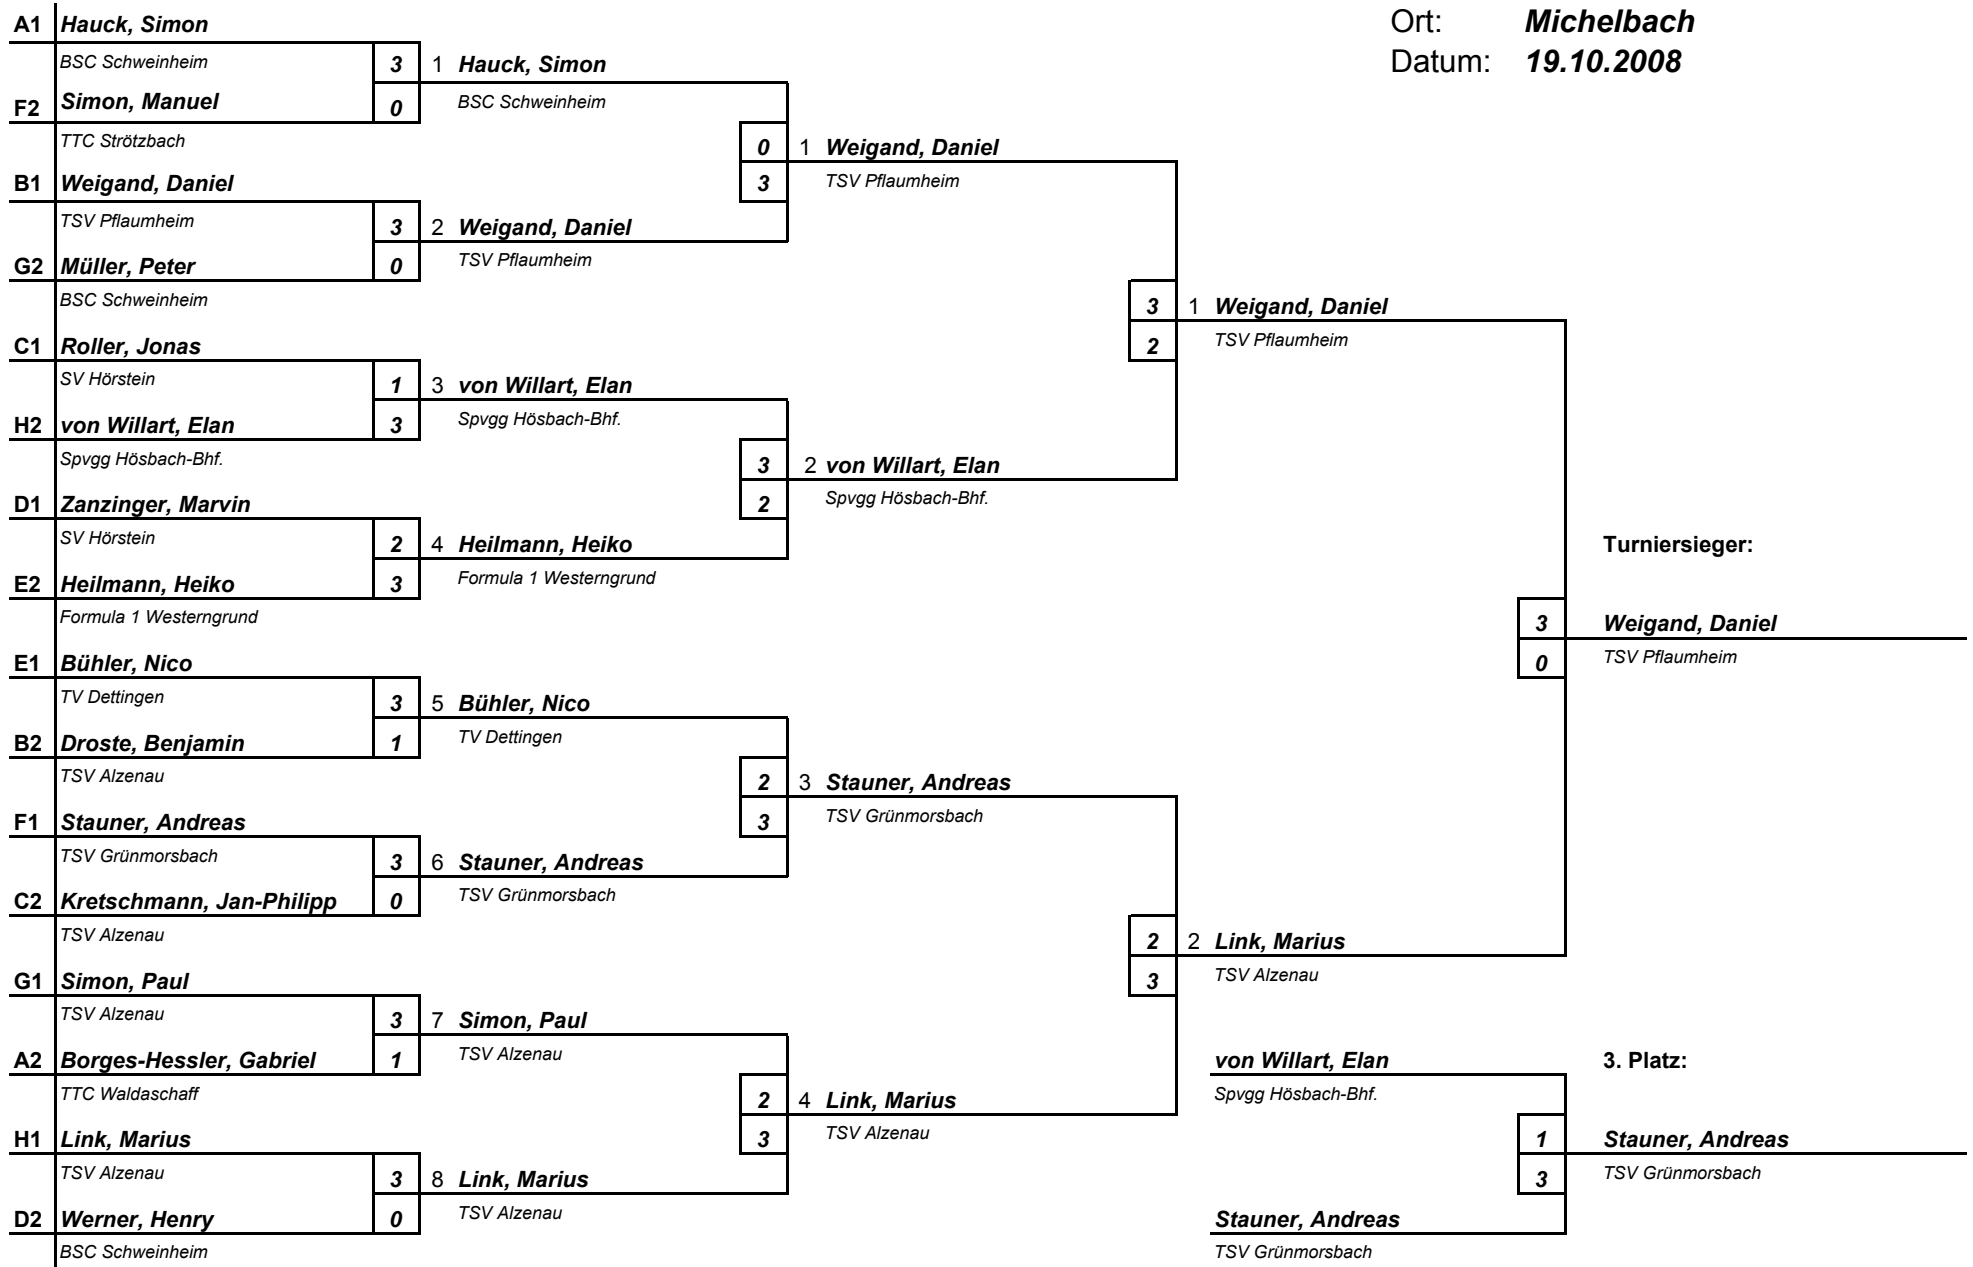 Ort: Michelbach
Datum: 19.10.2008
A1 Hauck, Simon
BSC Schweinheim 3
F2 Simon, Manuel 0
TTC Strötzbach
B1 Weigand, Daniel
TSV Pflaumheim 3
G2 Müller, Peter 0
BSC Schweinheim
C1 Roller, Jonas
SV Hörstein 1
H2 von Willart, Elan 3
Spvgg Hösbach-Bhf.
D1 Zanzinger, Marvin
SV Hörstein 2
E2 Heilmann, Heiko 3
Formula 1 Westerngrund
E1 Bühler, Nico
TV Dettingen 3
B2 Droste, Benjamin 1
TSV Alzenau
F1 Stauner, Andreas
TSV Grünmorsbach 3
C2 Kretschmann, Jan-Philipp 0
TSV Alzenau
G1 Simon, Paul
TSV Alzenau 3
A2 Borges-Hessler, Gabriel 1
TTC Waldaschaff
H1 Link, Marius
TSV Alzenau 3
D2 Werner, Henry 0
BSC Schweinheim
1 Hauck, Simon
BSC Schweinheim
0
3
2 Weigand, Daniel
TSV Pflaumheim
3 von Willart, Elan
Spvgg Hösbach-Bhf.
3
2
4 Heilmann, Heiko
Formula 1 Westerngrund
5 Bühler, Nico
TV Dettingen
2
3
6 Stauner, Andreas
TSV Grünmorsbach
7 Simon, Paul
TSV Alzenau
2
3
8 Link, Marius
TSV Alzenau
1 Weigand, Daniel
TSV Pflaumheim
3
2
2 von Willart, Elan
Spvgg Hösbach-Bhf.
3 Stauner, Andreas
TSV Grünmorsbach
2
3
4 Link, Marius
TSV Alzenau
1 Weigand, Daniel
TSV Pflaumheim
3
0
2 Link, Marius
TSV Alzenau
Turniersieger:
Weigand, Daniel
TSV Pflaumheim
von Willart, Elan
Spvgg Hösbach-Bhf.
1
3
Stauner, Andreas
TSV Grünmorsbach
3. Platz:
Stauner, Andreas
TSV Grünmorsbach